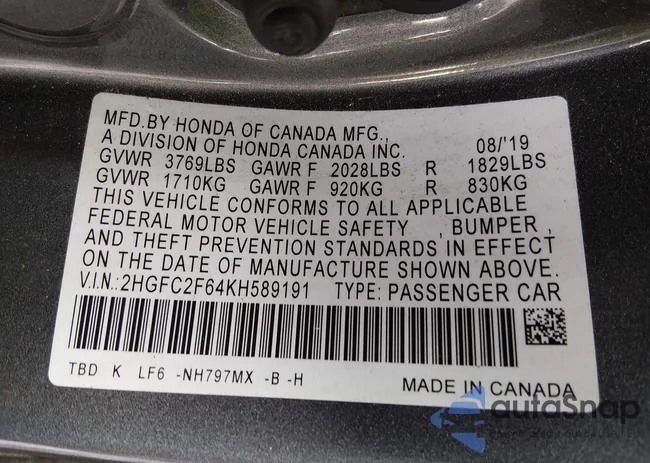 MFD.BY HONDA OF CANADA MFG.,
A DIVISION OF HONDA CANADA INC. 08/'19
GVWR 3769LBS GAWR F 2028LBS R 1829LBS
GVWR 1710KG GAWR F 920KG R 830KG
THIS VEHICLE CONFORMS TO ALL APPLICABLE
FEDERAL MOTOR VEHICLE SAFETY , BUMPER ,
AND THEFT PREVENTION STANDARDS IN EFFECT
ON THE DATE OF MANUFACTURE SHOWN ABOVE.
V.I.N.:2HGFC2F64KH589191 TYPE: PASSENGER CAR
TBD K LF6 -NH797MX -B -H
MADE IN CANADA
autoSnap